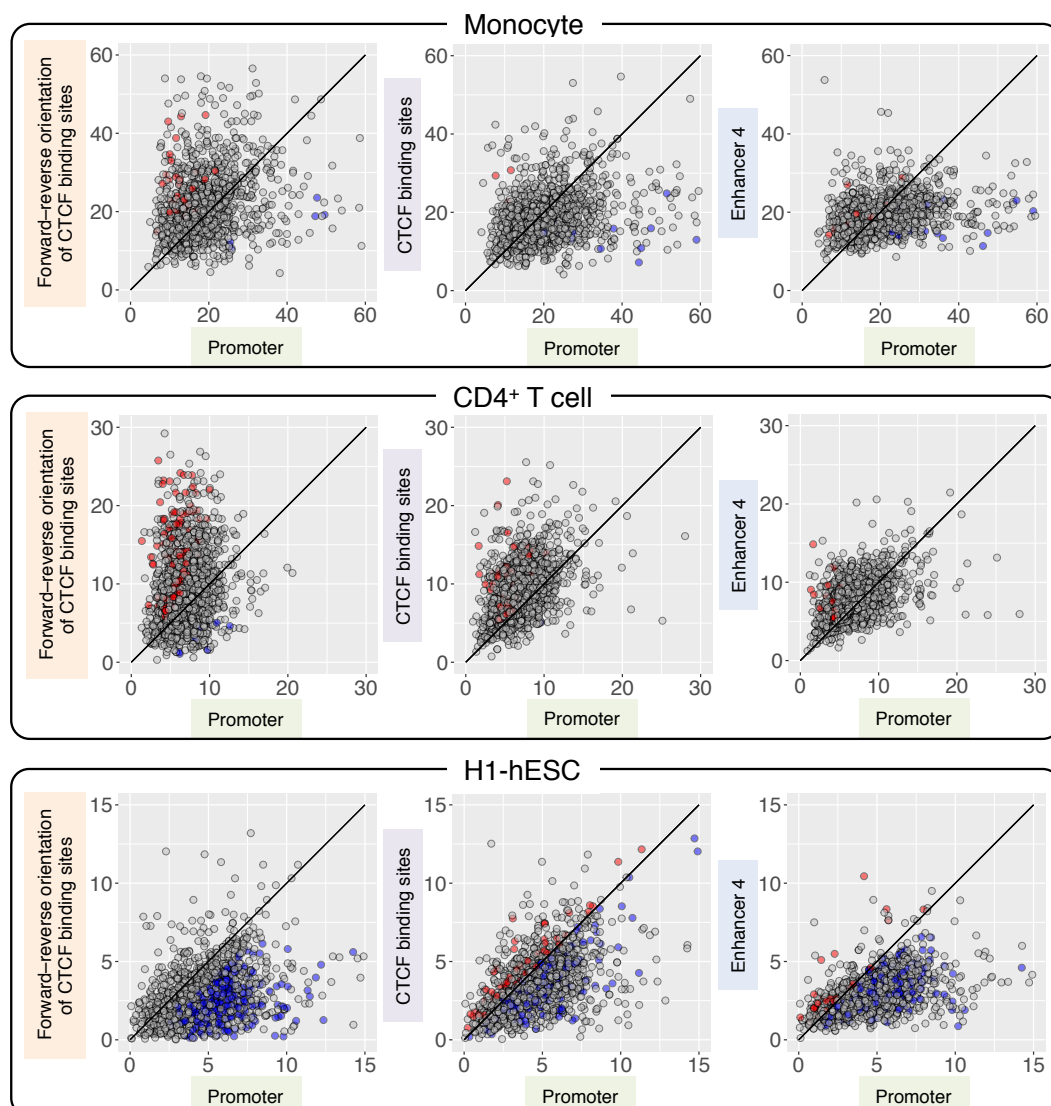 Monocyte
Forward–reverse orientation
of CTCF binding sites
60
40
20
0
0 20 40 60
Promoter
CTCF binding sites
60
40
20
0
0 20 40 60
Promoter
Enhancer 4
60
40
20
0
0 20 40 60
Promoter
CD4⁺ T cell
Forward–reverse orientation
of CTCF binding sites
30
20
10
0
0 10 20 30
Promoter
CTCF binding sites
30
20
10
0
0 10 20 30
Promoter
Enhancer 4
30
20
10
0
0 10 20 30
Promoter
H1-hESC
Forward–reverse orientation
of CTCF binding sites
15
10
5
0
0 5 10 15
Promoter
CTCF binding sites
15
10
5
0
0 5 10 15
Promoter
Enhancer 4
15
10
5
0
0 5 10 15
Promoter